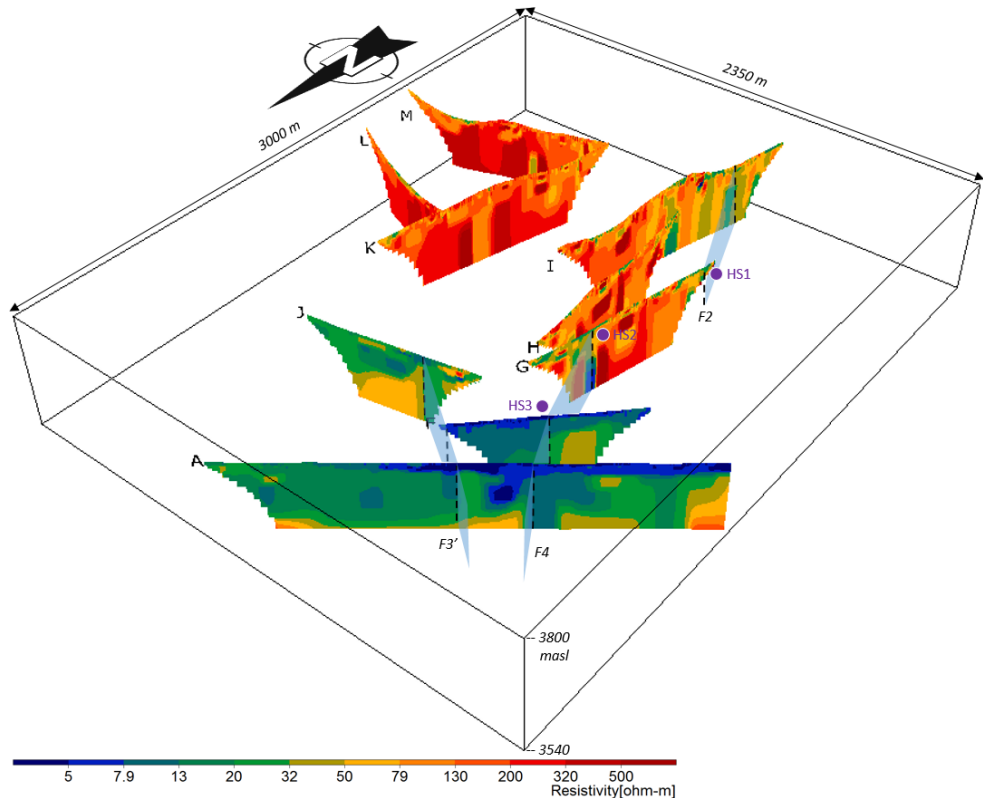 3000 m
2350 m
M
L
K
I
HS1
F2
J
H
HS2
G
HS3
F
A
F3'
F4
-- 3800
masl
-- 3540
5 7.9 13 20 32 50 79 130 200 320 500
Resistivity[ohm-m]